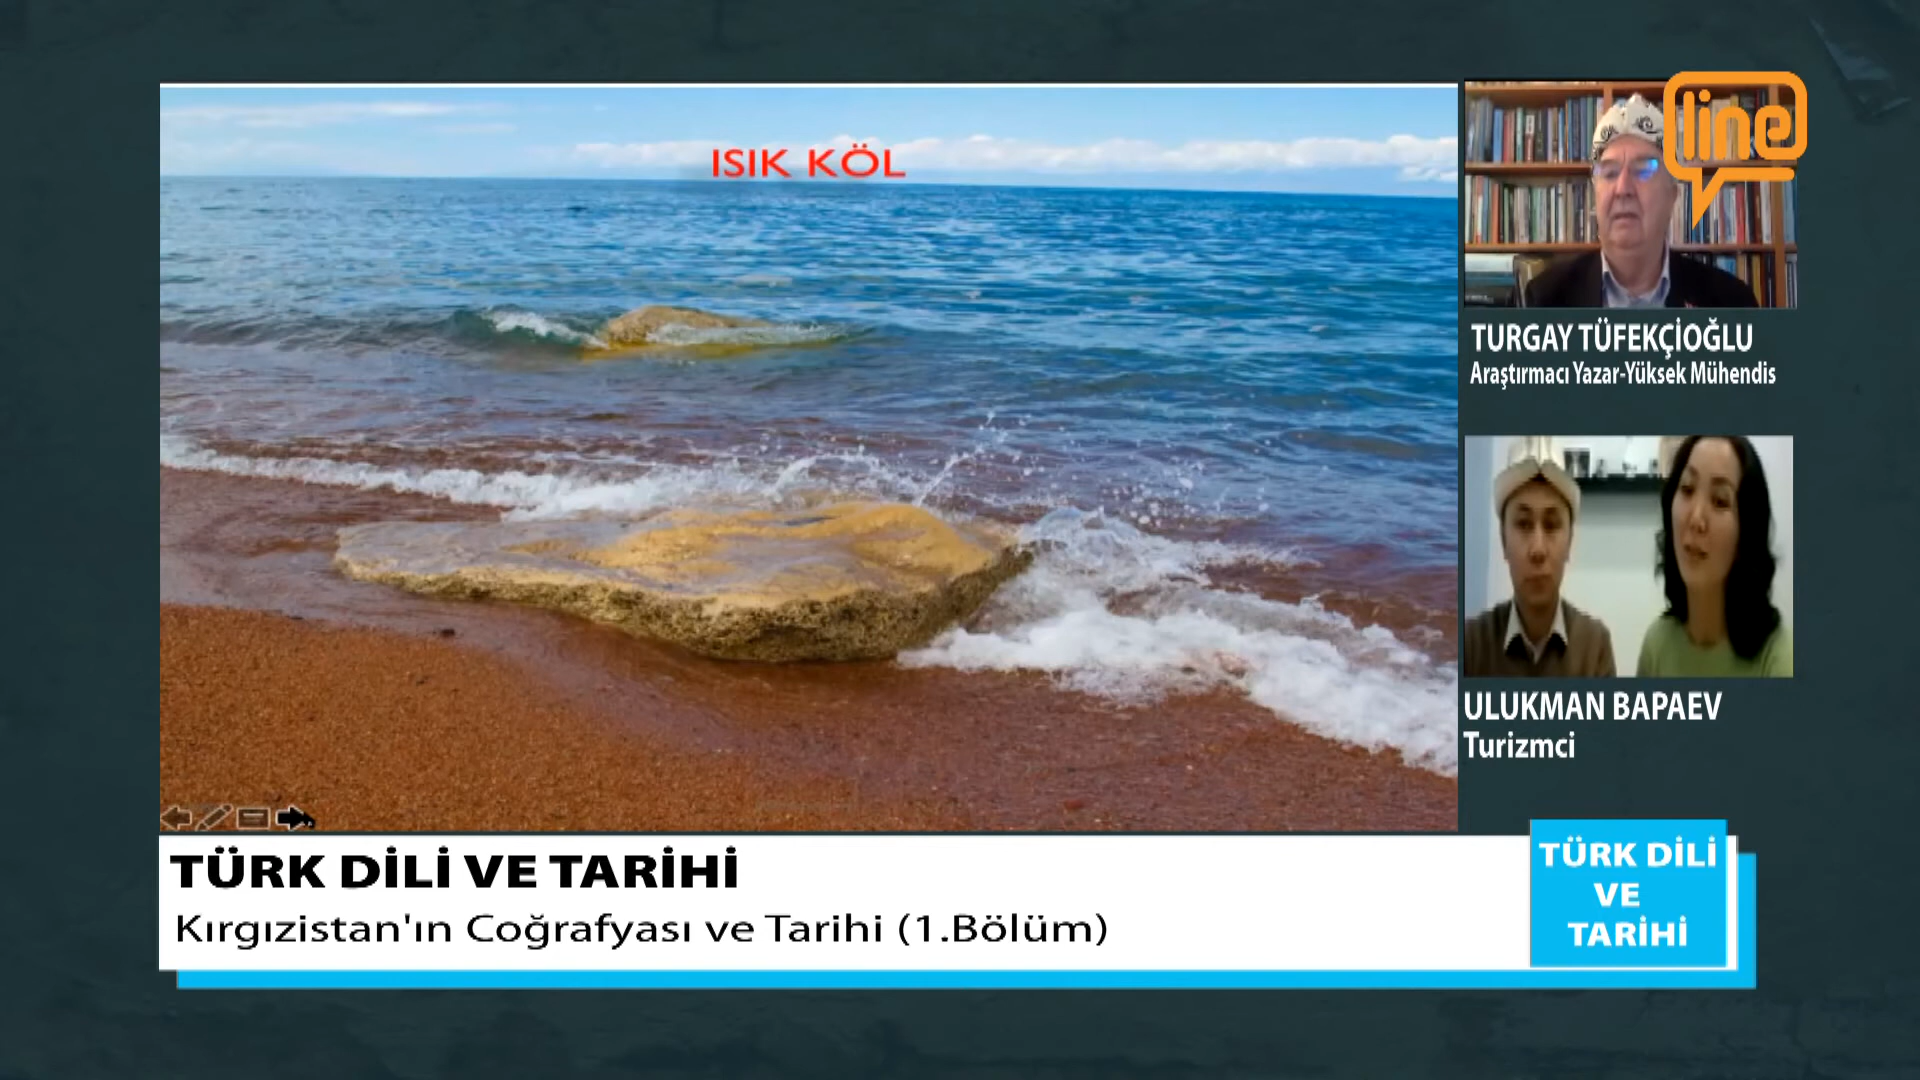 ISIK KÖL
line
TURGAY TÜFEKÇİOĞLU
Araştırmacı Yazar-Yüksek Mühendis
ULUKMAN BAPAEV
Turizmci
TÜRK DİLİ VE TARİHİ
Kırgızistan'ın Coğrafyası ve Tarihi (1.Bölüm)
TÜRK DİLİ
VE
TARİHİ